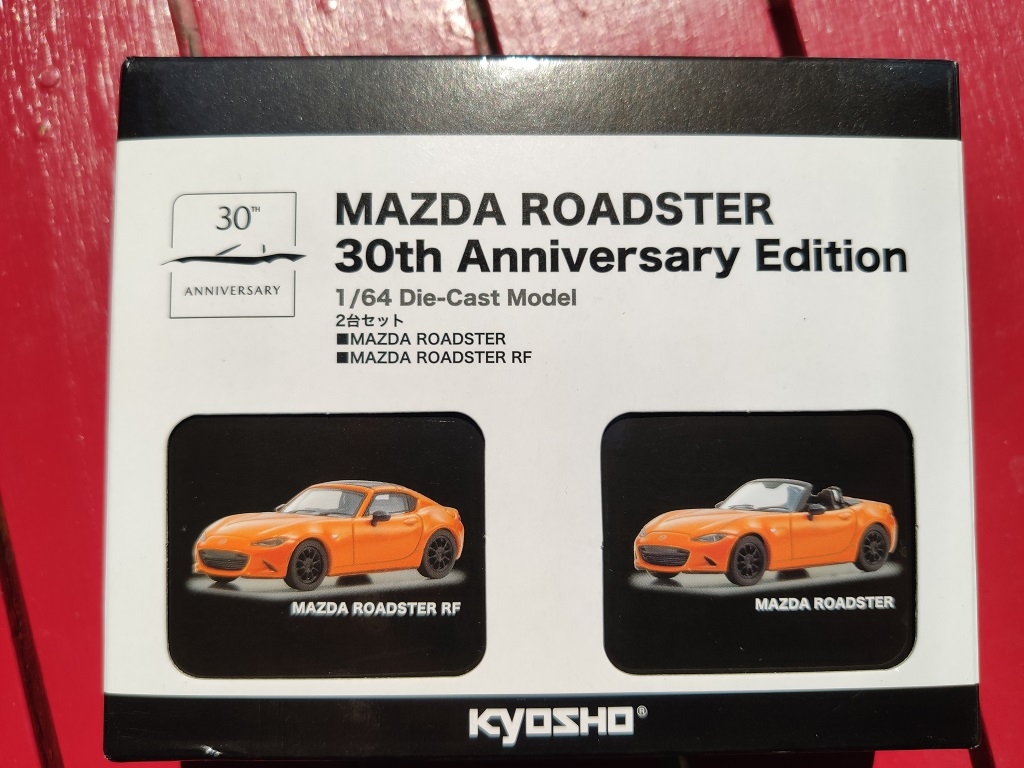 30TH
ANNIVERSARY
MAZDA ROADSTER
30th Anniversary Edition
1/64 Die-Cast Model
2台セット
■MAZDA ROADSTER
■MAZDA ROADSTER RF
MAZDA ROADSTER RF
MAZDA ROADSTER
KYOSHO®